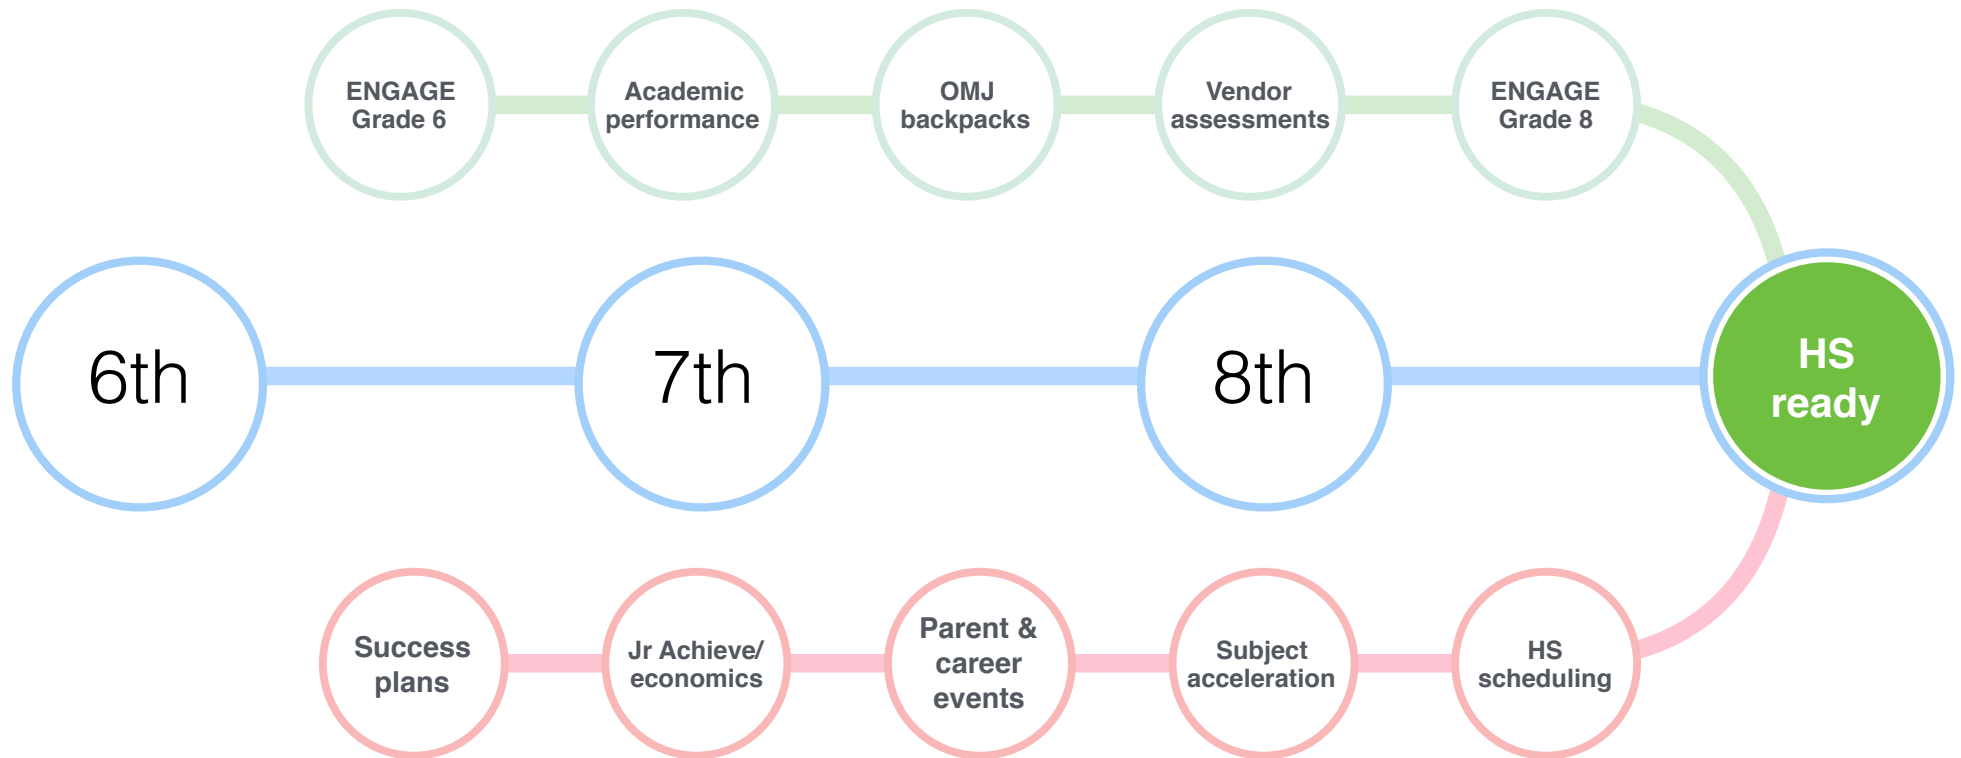 ENGAGE
Grade 6
Academic
performance
OMJ
backpacks
Vendor
assessments
ENGAGE
Grade 8
6th
7th
8th
HS
ready
Success
plans
Jr Achieve/
economics
Parent &
career
events
Subject
acceleration
HS
scheduling